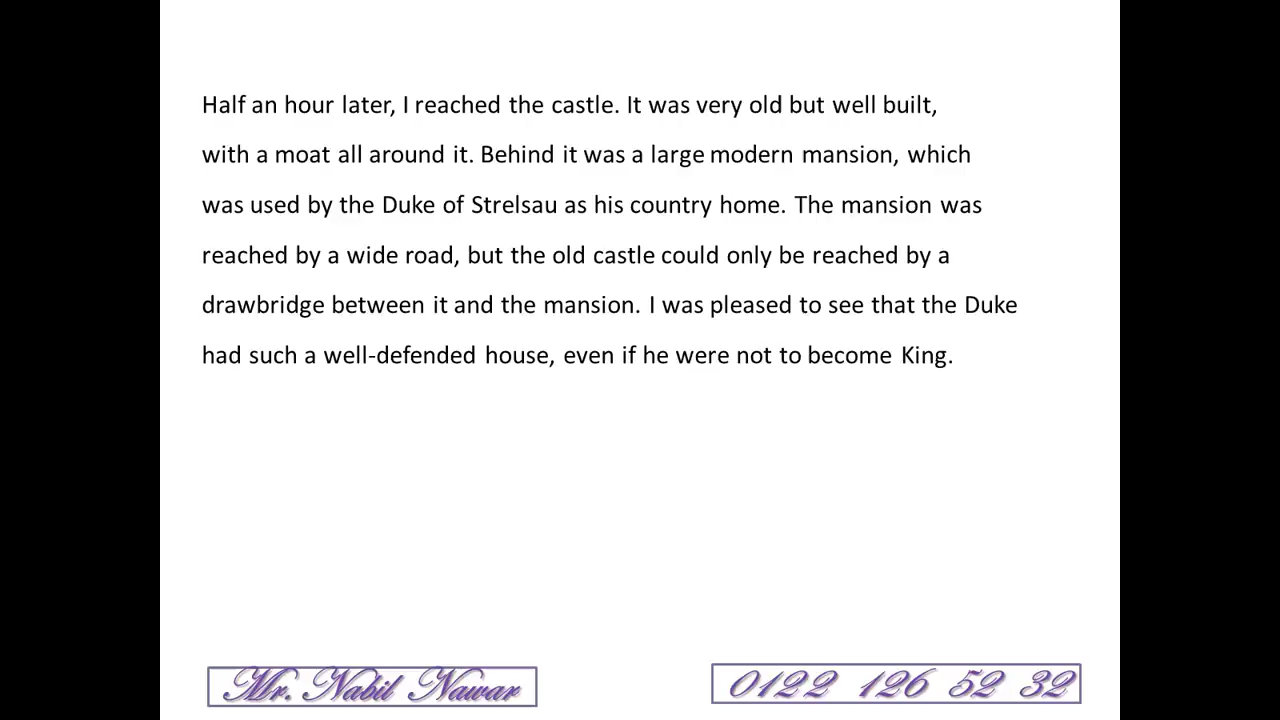 Half an hour later, I reached the castle. It was very old but well built,
with a moat all around it. Behind it was a large modern mansion, which
was used by the Duke of Strelsau as his country home. The mansion was
reached by a wide road, but the old castle could only be reached by a
drawbridge between it and the mansion. I was pleased to see that the Duke
had such a well-defended house, even if he were not to become King.
Mr. Nabil Nawar
0122 126 52 32